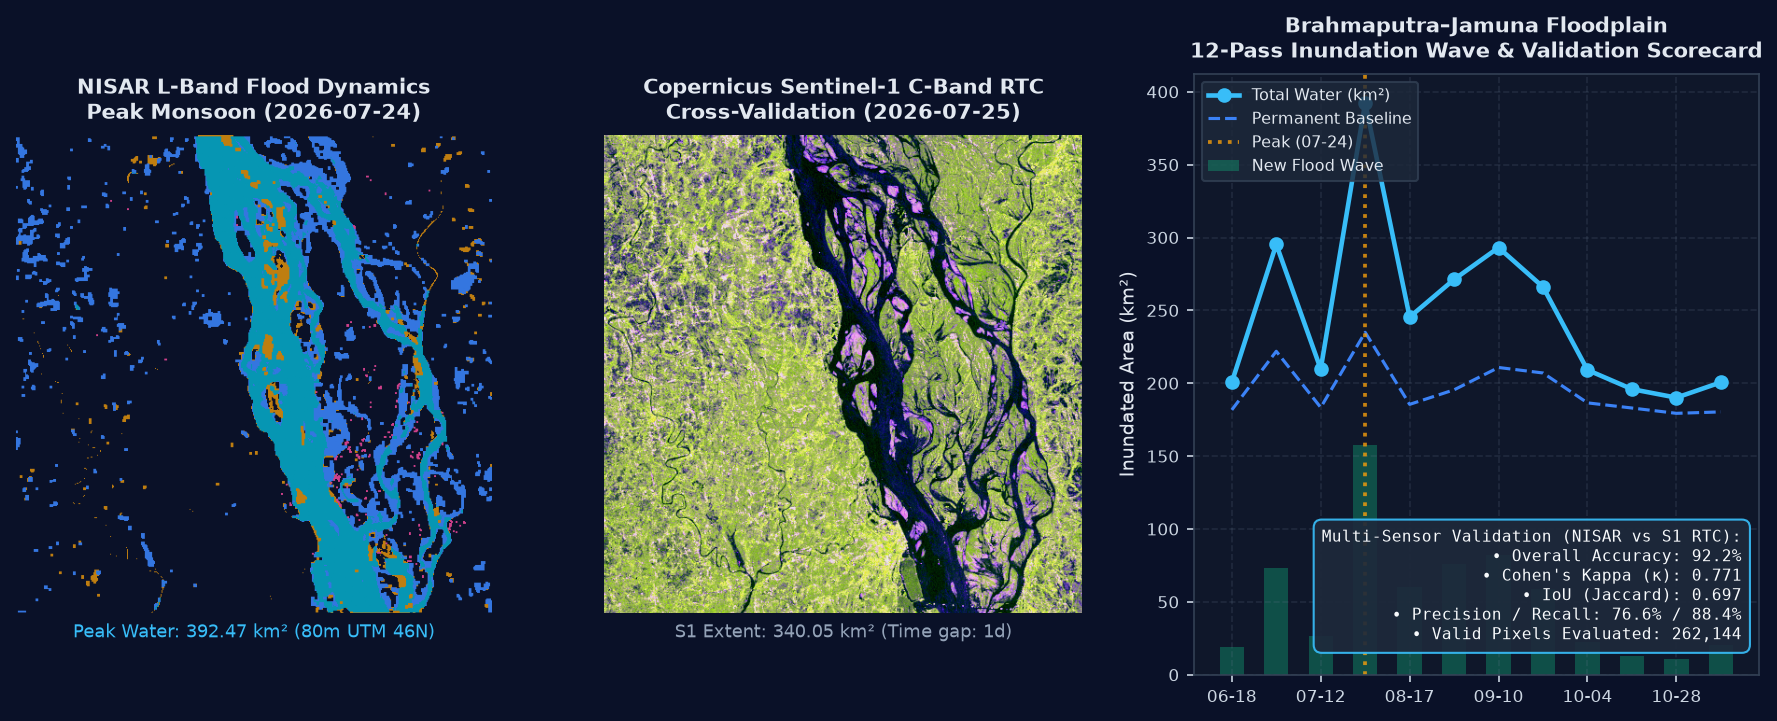 NISAR L-Band Flood Dynamics
Peak Monsoon (2026-07-24)
Peak Water: 392.47 km² (80m UTM 46N)
Copernicus Sentinel-1 C-Band RTC
Cross-Validation (2026-07-25)
S1 Extent: 340.05 km² (Time gap: 1d)
Brahmaputra–Jamuna Floodplain
12-Pass Inundation Wave & Validation Scorecard
Total Water (km²)
Permanent Baseline
Peak (07-24)
New Flood Wave
Inundated Area (km²)
400
350
300
250
200
150
100
50
0
Multi-Sensor Validation (NISAR vs S1 RTC):
• Overall Accuracy: 92.2%
• Cohen's Kappa (κ): 0.771
• IoU (Jaccard): 0.697
• Precision / Recall: 76.6% / 88.4%
• Valid Pixels Evaluated: 262,144
06-18 07-12 08-17 09-10 10-04 10-28